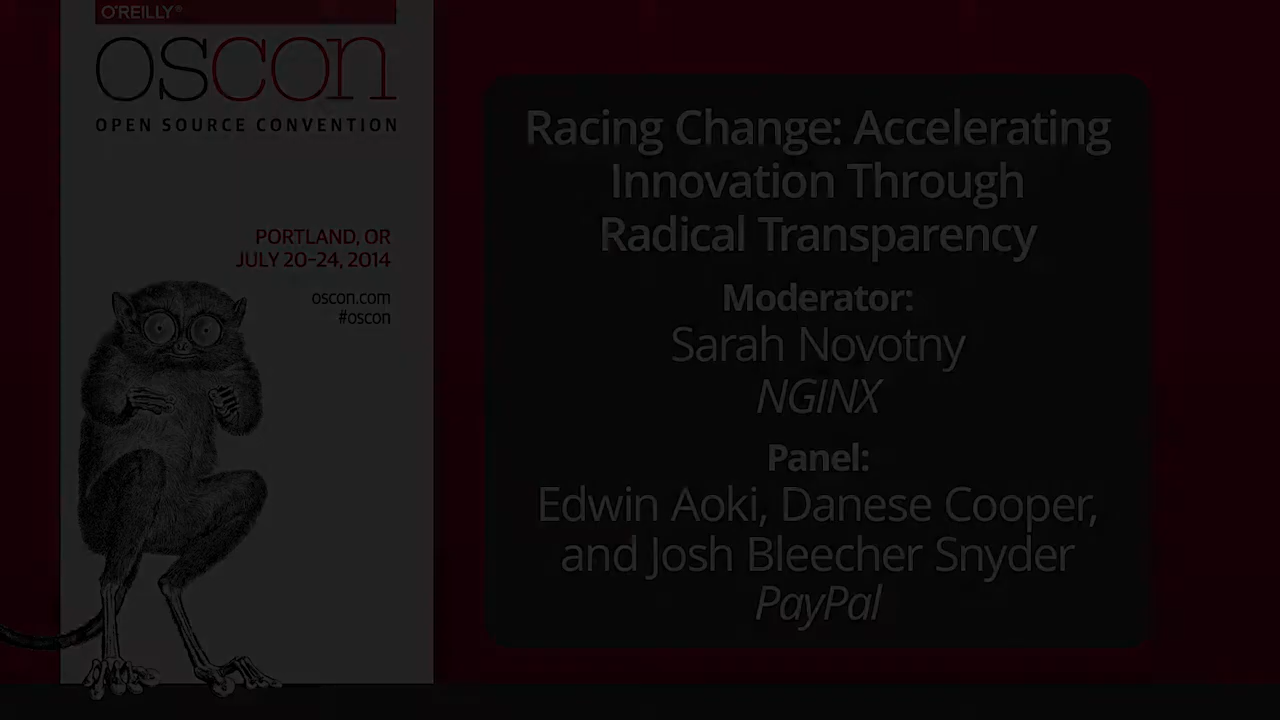 O'REILLY®
oscon
OPEN SOURCE CONVENTION
PORTLAND, OR
JULY 20–24, 2014
oscon.com
#oscon
Racing Change: Accelerating
Innovation Through
Radical Transparency
Moderator:
Sarah Novotny
NGINX
Panel:
Edwin Aoki, Danese Cooper,
and Josh Bleecher Snyder
PayPal